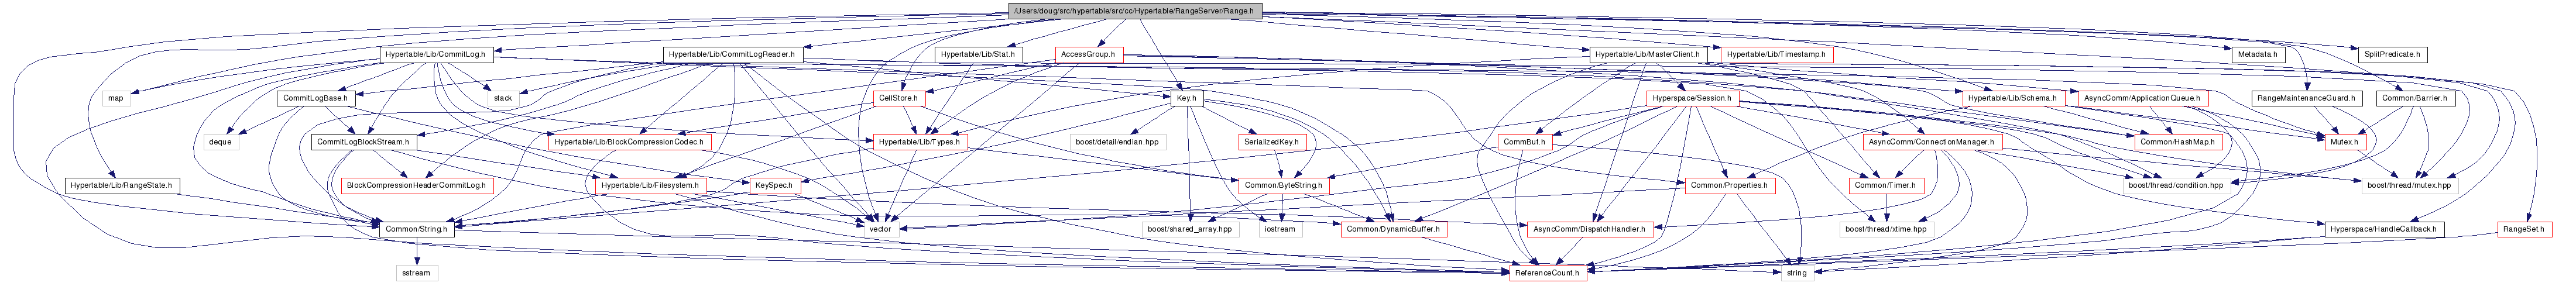 /Users/doug/src/hypertable/src/cc/Hypertable/RangeServer/Range.h
Hypertable/Lib/CommitLog.h
Hypertable/Lib/CommitLogReader.h
Hypertable/Lib/Stat.h
AccessGroup.h
Hypertable/Lib/MasterClient.h
Hypertable/Lib/Timestamp.h
Metadata.h
SplitPredicate.h
map
CommitLogBase.h
stack
CellStore.h
Key.h
Hyperspace/Session.h
Hypertable/Lib/Schema.h
AsyncComm/ApplicationQueue.h
RangeMaintenanceGuard.h
Common/Barrier.h
deque
CommitLogBlockStream.h
Hypertable/Lib/BlockCompressionCodec.h
Hypertable/Lib/Types.h
boost/detail/endian.hpp
SerializedKey.h
CommBuf.h
AsyncComm/ConnectionManager.h
Common/HashMap.h
Mutex.h
Hypertable/Lib/RangeState.h
BlockCompressionHeaderCommitLog.h
Hypertable/Lib/Filesystem.h
KeySpec.h
Common/ByteString.h
Common/Properties.h
Common/Timer.h
boost/thread/condition.hpp
boost/thread/mutex.hpp
Common/String.h
vector
boost/shared_array.hpp
iostream
Common/DynamicBuffer.h
AsyncComm/DispatchHandler.h
boost/thread/xtime.hpp
Hyperspace/HandleCallback.h
RangeSet.h
sstream
ReferenceCount.h
string